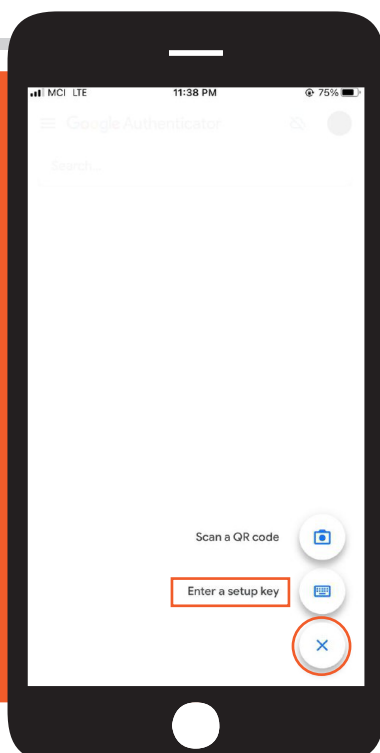 MCI LTE 11:38 PM 75%
Google Authenticator
Search...
Scan a QR code
Enter a setup key